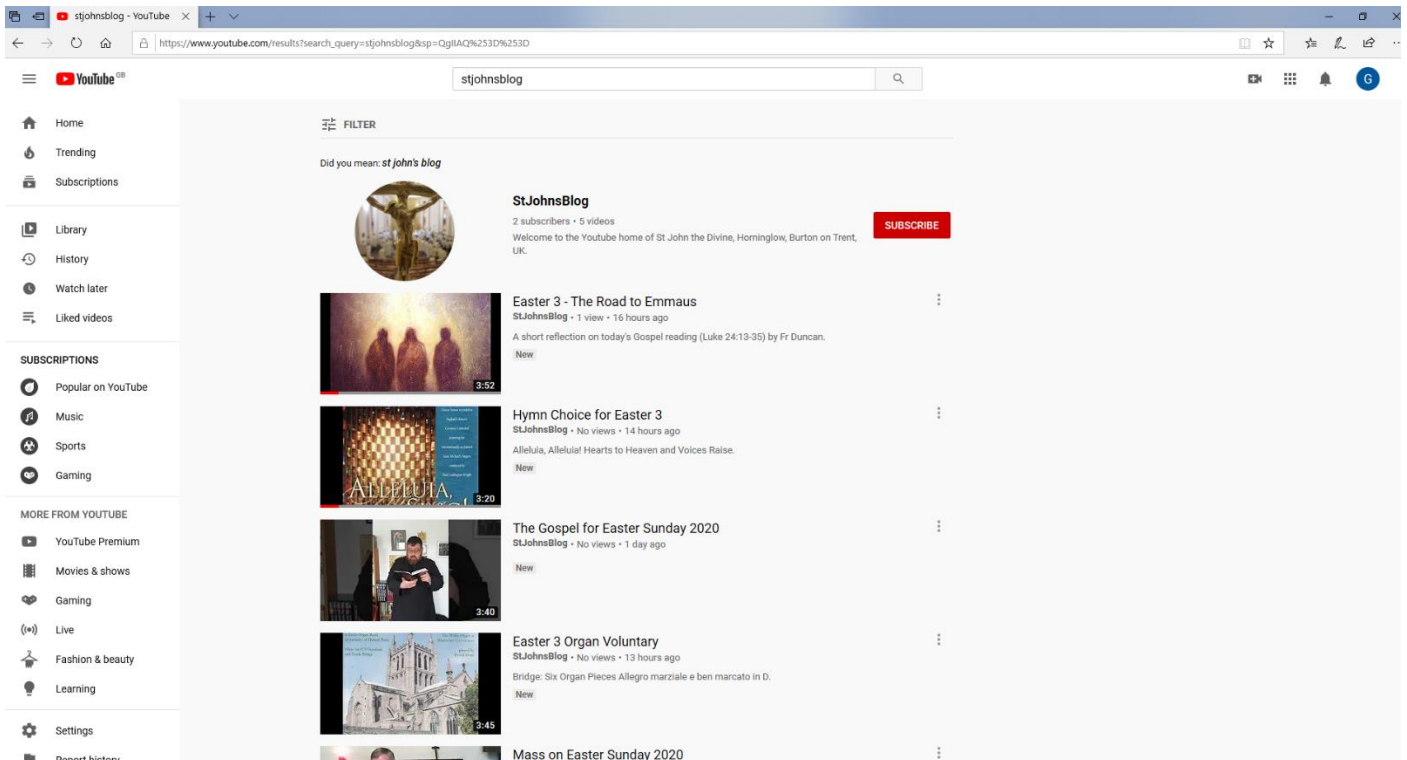 stjohnsblog - YouTube
https://www.youtube.com/results?search_query=stjohnsblog&sp=QgIIAQ%253D%253D
YouTube GB
stjohnsblog
G
Home
Trending
Subscriptions
Library
History
Watch later
Liked videos
SUBSCRIPTIONS
Popular on YouTube
Music
Sports
Gaming
MORE FROM YOUTUBE
YouTube Premium
Movies & shows
Gaming
Live
Fashion & beauty
Learning
Settings
Report history
FILTER
Did you mean: st john's blog
StJohnsBlog
2 subscribers • 5 videos
Welcome to the Youtube home of St John the Divine, Horninglow, Burton on Trent,
UK.
SUBSCRIBE
Easter 3 - The Road to Emmaus
StJohnsBlog • 1 view • 16 hours ago
A short reflection on today's Gospel reading (Luke 24:13-35) by Fr Duncan.
New
3:52
Hymn Choice for Easter 3
StJohnsBlog • No views • 14 hours ago
Alleluia, Alleluia! Hearts to Heaven and Voices Raise.
New
ALLELUIA,
3:20
The Gospel for Easter Sunday 2020
StJohnsBlog • No views • 1 day ago
New
3:40
Easter 3 Organ Voluntary
StJohnsBlog • No views • 13 hours ago
Bridge: Six Organ Pieces Allegro marziale e ben marcato in D.
New
3:45
Mass on Easter Sunday 2020